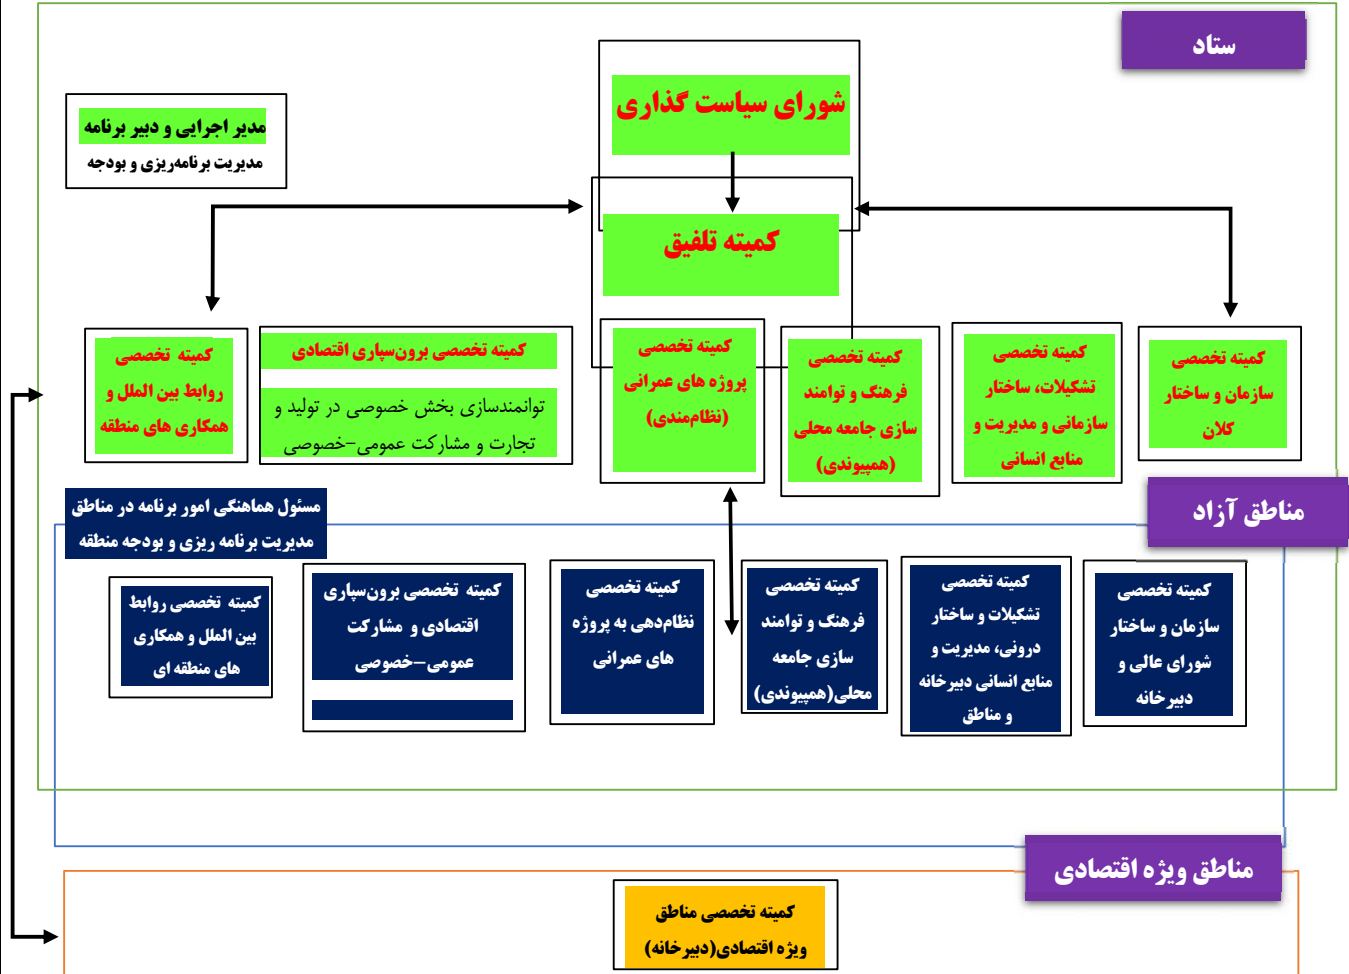 ستاد
شورای سیاست گذاری
مدیر اجرایی و دبیر برنامه
مدیریت برنامه‌ریزی و بودجه
کمیته تلفیق
کمیته تخصصی
سازمان و ساختار
کلان
کمیته تخصصی
تشکیلات، ساختار
سازمانی و مدیریت و
منابع انسانی
کمیته تخصصی
فرهنگ و توامند
سازی جامعه محلی
(همپیوندی)
کمیته تخصصی
پروژه های عمرانی
(نظام‌مندی)
کمیته تخصصی برون‌سپاری اقتصادی
توانمندسازی بخش خصوصی در تولید و
تجارت و مشارکت عمومی-خصوصی
کمیته تخصصی
روابط بین الملل و
همکاری های منطقه
مناطق آزاد
مسئول هماهنگی امور برنامه در مناطق
مدیریت برنامه ریزی و بودجه منطقه
کمیته تخصصی
سازمان و ساختار
شورای عالی و
دبیرخانه
کمیته تخصصی
تشکیلات و ساختار
درونی، مدیریت و
منابع انسانی دبیرخانه
و مناطق
کمیته تخصصی
فرهنگ و توامند
سازی جامعه
محلی(همپیوندی)
کمیته تخصصی
نظام‌دهی به پروژه
های عمرانی
کمیته تخصصی برون‌سپاری
اقتصادی و مشارکت
عمومی-خصوصی
کمیته تخصصی روابط
بین الملل و همکاری
های منطقه ای
مناطق ویژه اقتصادی
کمیته تخصصی مناطق
ویژه اقتصادی(دبیرخانه)